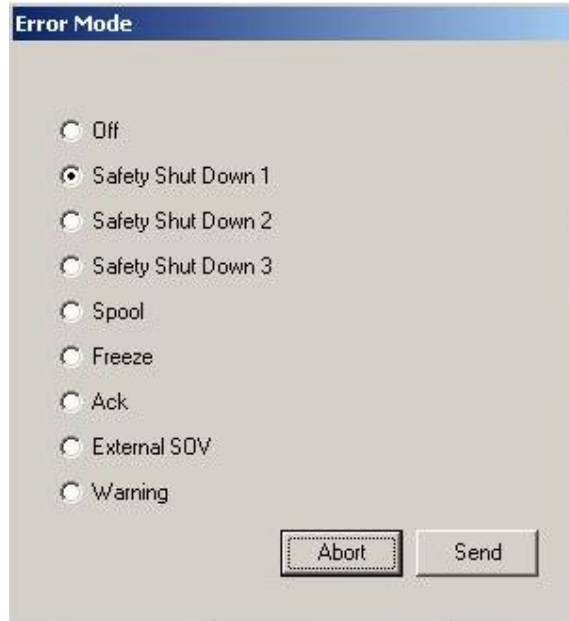 Error Mode
Off
Safety Shut Down 1
Safety Shut Down 2
Safety Shut Down 3
Spool
Freeze
Ack
External SOV
Warning
Abort Send